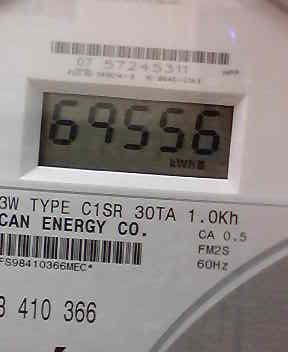 07 57245311
69556
kWh
3W TYPE C1SR 30TA 1.0Kh
CAN ENERGY CO.
CA 0.5
FM2S
60Hz
FS98410366MEC*
8 410 366